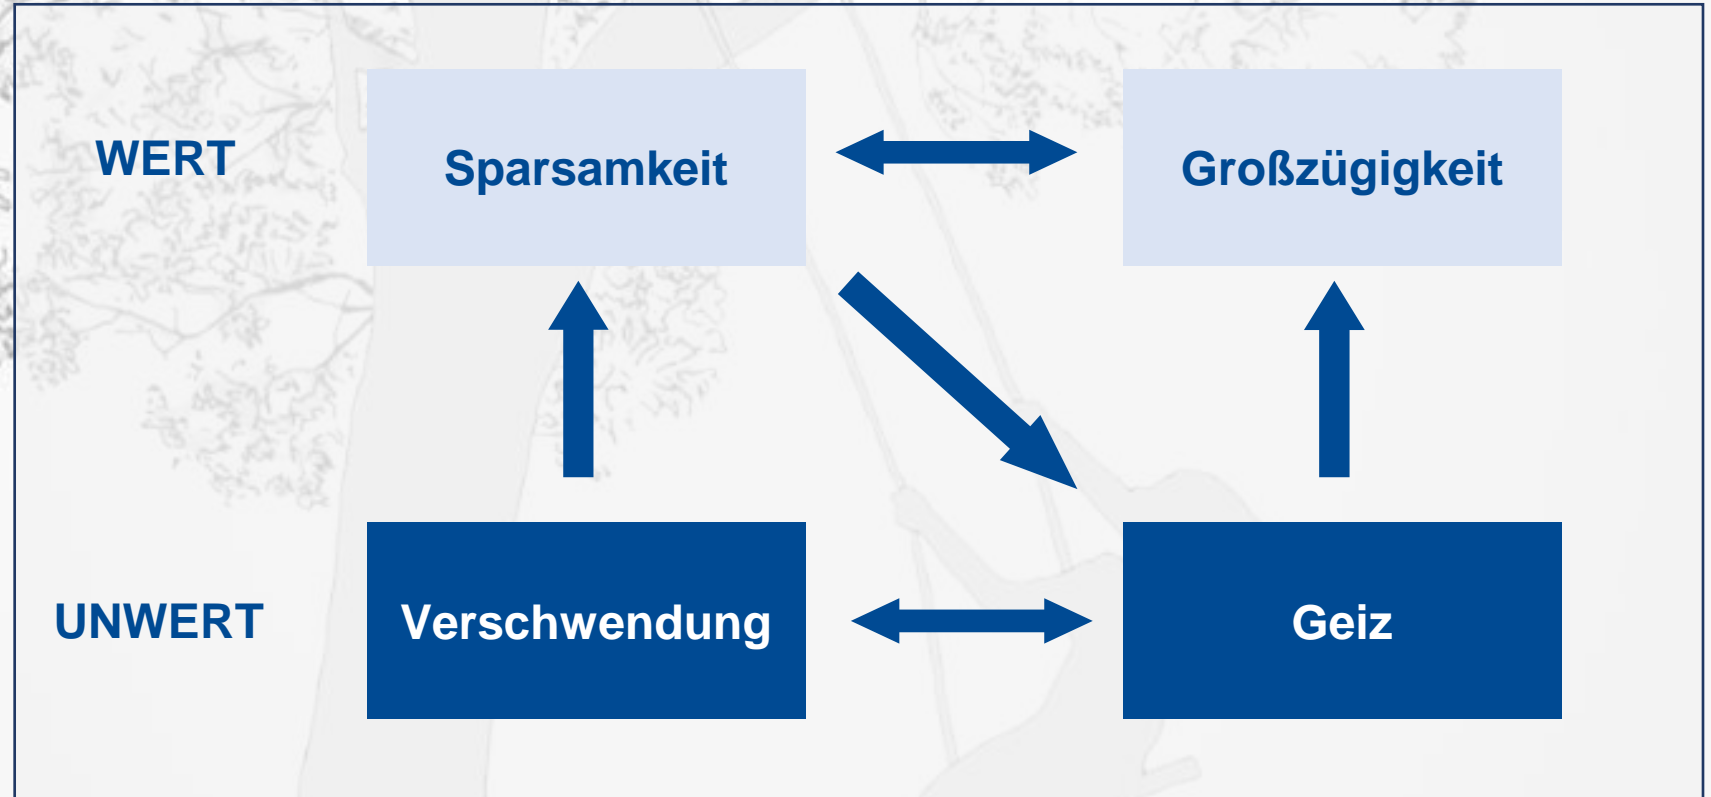 WERT
Sparsamkeit
Großzügigkeit
UNWERT
Verschwendung
Geiz